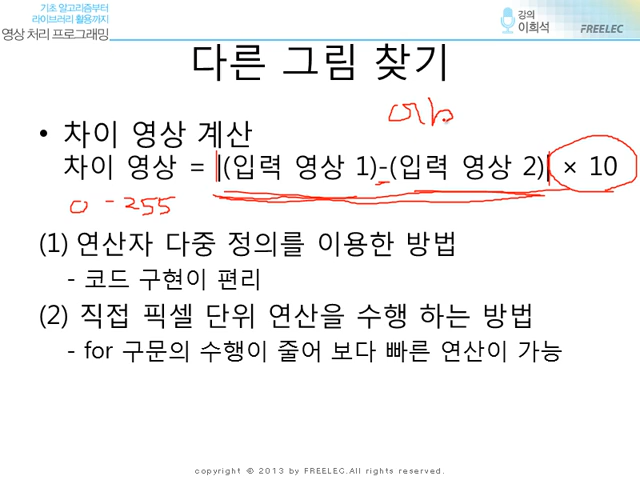 기초 알고리즘부터
라이브러리 활용까지
영상 처리 프로그래밍
강의
이희석
FREELEC
다른 그림 찾기
• 차이 영상 계산
차이 영상 = |(입력 영상 1)-(입력 영상 2)| × 10
0 - 255
(1) 연산자 다중 정의를 이용한 방법
- 코드 구현이 편리
(2) 직접 픽셀 단위 연산을 수행 하는 방법
- for 구문의 수행이 줄어 보다 빠른 연산이 가능
copyright ⓒ 2013 by FREELEC.All rights reserved.